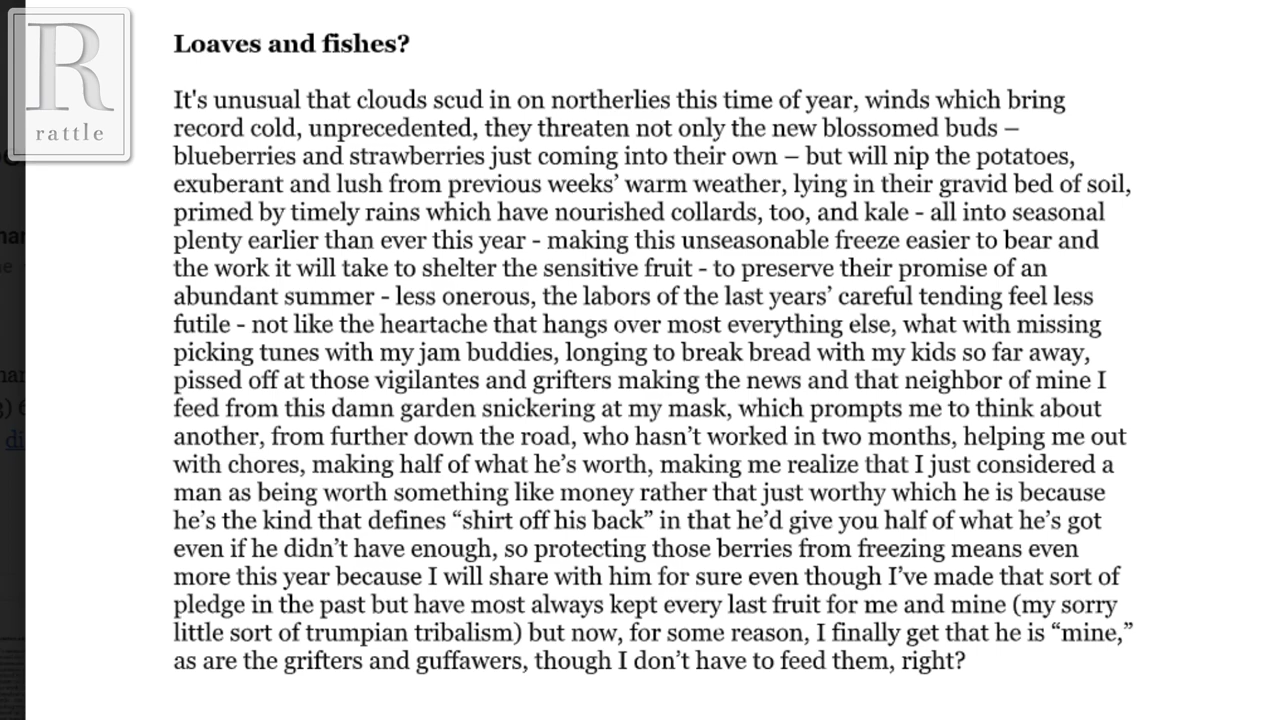 R
rattle
Loaves and fishes?
It's unusual that clouds scud in on northerlies this time of year, winds which bring
record cold, unprecedented, they threaten not only the new blossomed buds –
blueberries and strawberries just coming into their own – but will nip the potatoes,
exuberant and lush from previous weeks’ warm weather, lying in their gravid bed of soil,
primed by timely rains which have nourished collards, too, and kale - all into seasonal
plenty earlier than ever this year - making this unseasonable freeze easier to bear and
the work it will take to shelter the sensitive fruit - to preserve their promise of an
abundant summer - less onerous, the labors of the last years’ careful tending feel less
futile - not like the heartache that hangs over most everything else, what with missing
picking tunes with my jam buddies, longing to break bread with my kids so far away,
pissed off at those vigilantes and grifters making the news and that neighbor of mine I
feed from this damn garden snickering at my mask, which prompts me to think about
another, from further down the road, who hasn’t worked in two months, helping me out
with chores, making half of what he’s worth, making me realize that I just considered a
man as being worth something like money rather that just worthy which he is because
he’s the kind that defines “shirt off his back” in that he’d give you half of what he’s got
even if he didn’t have enough, so protecting those berries from freezing means even
more this year because I will share with him for sure even though I’ve made that sort of
pledge in the past but have most always kept every last fruit for me and mine (my sorry
little sort of trumpian tribalism) but now, for some reason, I finally get that he is “mine,”
as are the grifters and guffawers, though I don’t have to feed them, right?